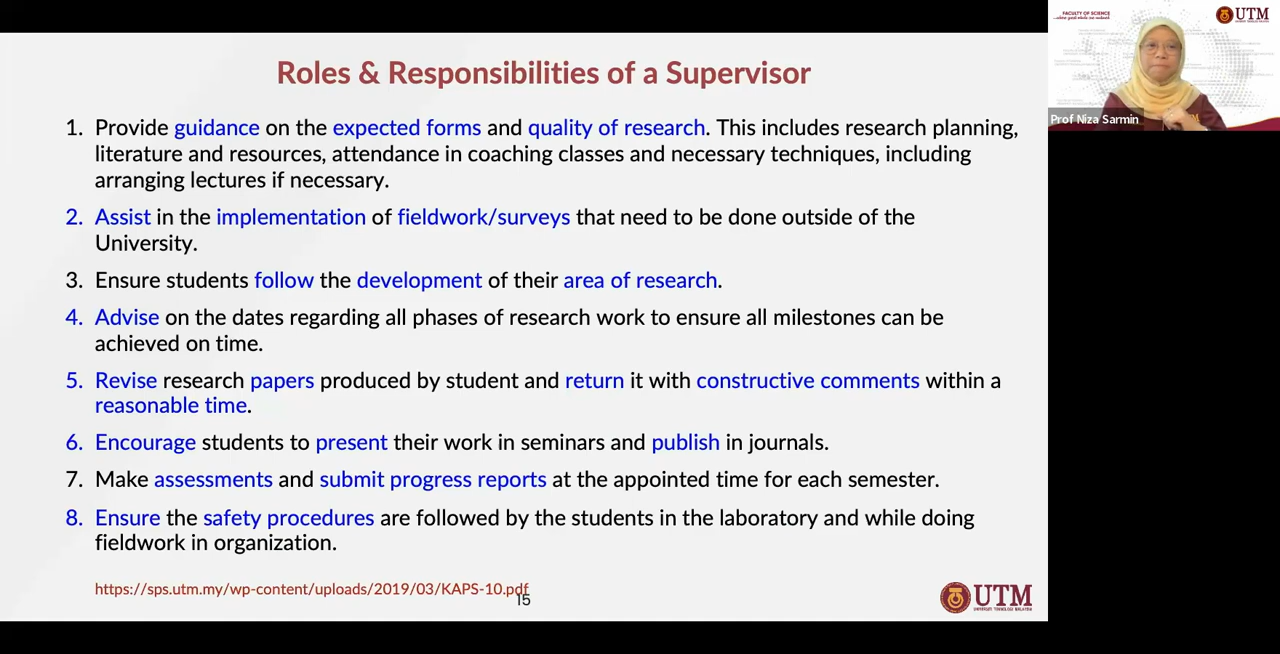 Roles & Responsibilities of a Supervisor
1. Provide guidance on the expected forms and quality of research. This includes research planning,
literature and resources, attendance in coaching classes and necessary techniques, including
arranging lectures if necessary.
2. Assist in the implementation of fieldwork/surveys that need to be done outside of the
University.
3. Ensure students follow the development of their area of research.
4. Advise on the dates regarding all phases of research work to ensure all milestones can be
achieved on time.
5. Revise research papers produced by student and return it with constructive comments within a
reasonable time.
6. Encourage students to present their work in seminars and publish in journals.
7. Make assessments and submit progress reports at the appointed time for each semester.
8. Ensure the safety procedures are followed by the students in the laboratory and while doing
fieldwork in organization.
https://sps.utm.my/wp-content/uploads/2019/03/KAPS-10.pdf
15
UTM
UNIVERSITI TEKNOLOGI MALAYSIA
FACULTY OF SCIENCE
UTM
Prof Niza Sarmin